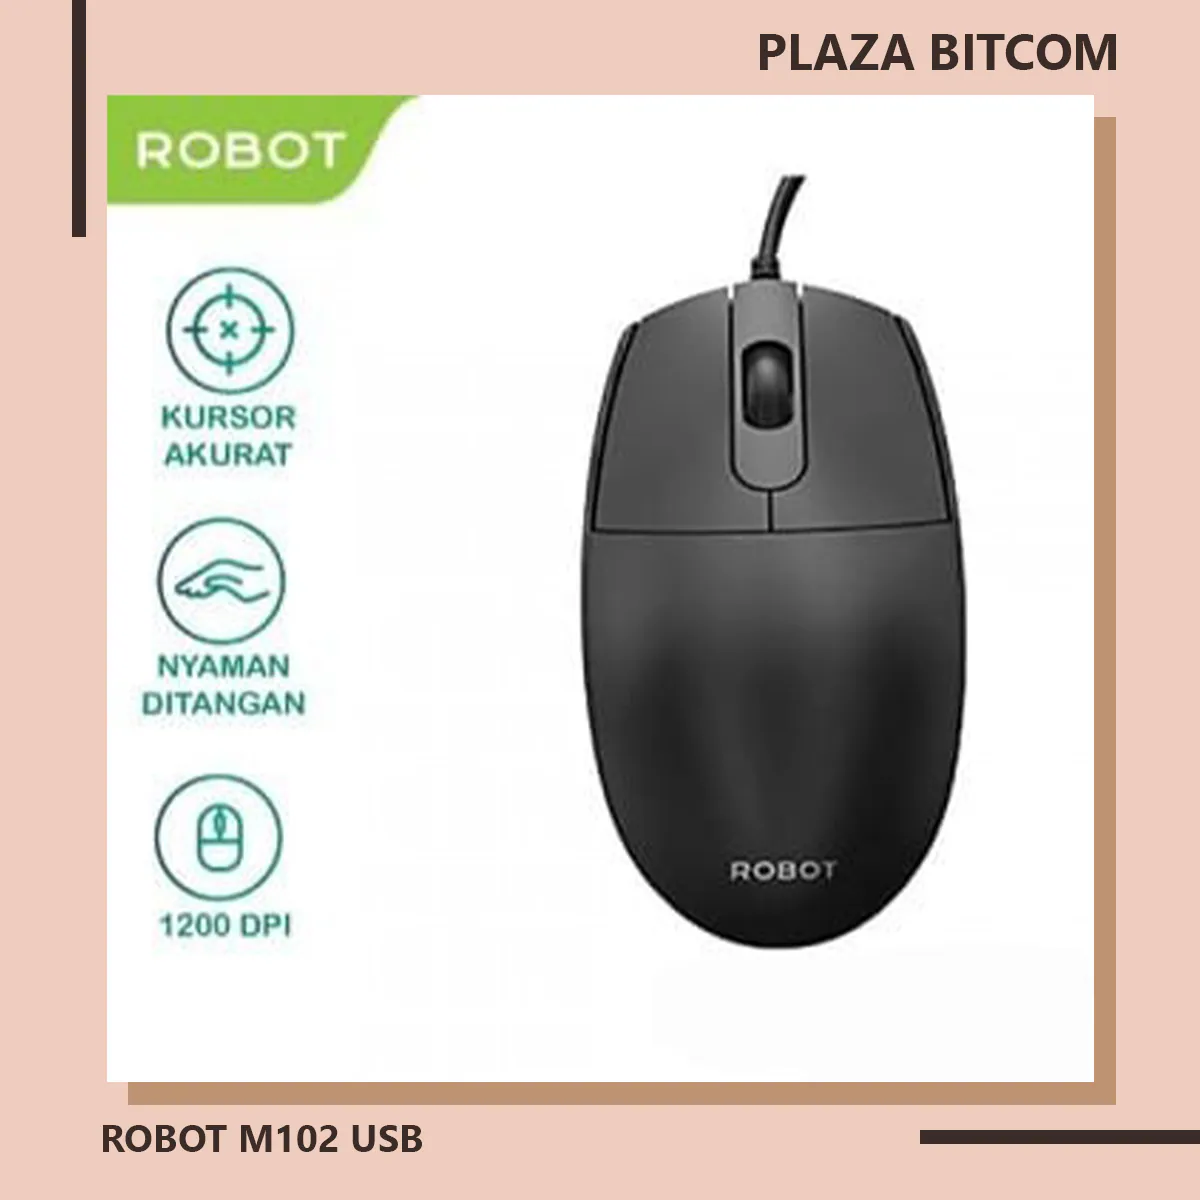 PLAZA BITCOM
ROBOT
KURSOR
AKURAT
NYAMAN
DITANGAN
1200 DPI
ROBOT
ROBOT M102 USB